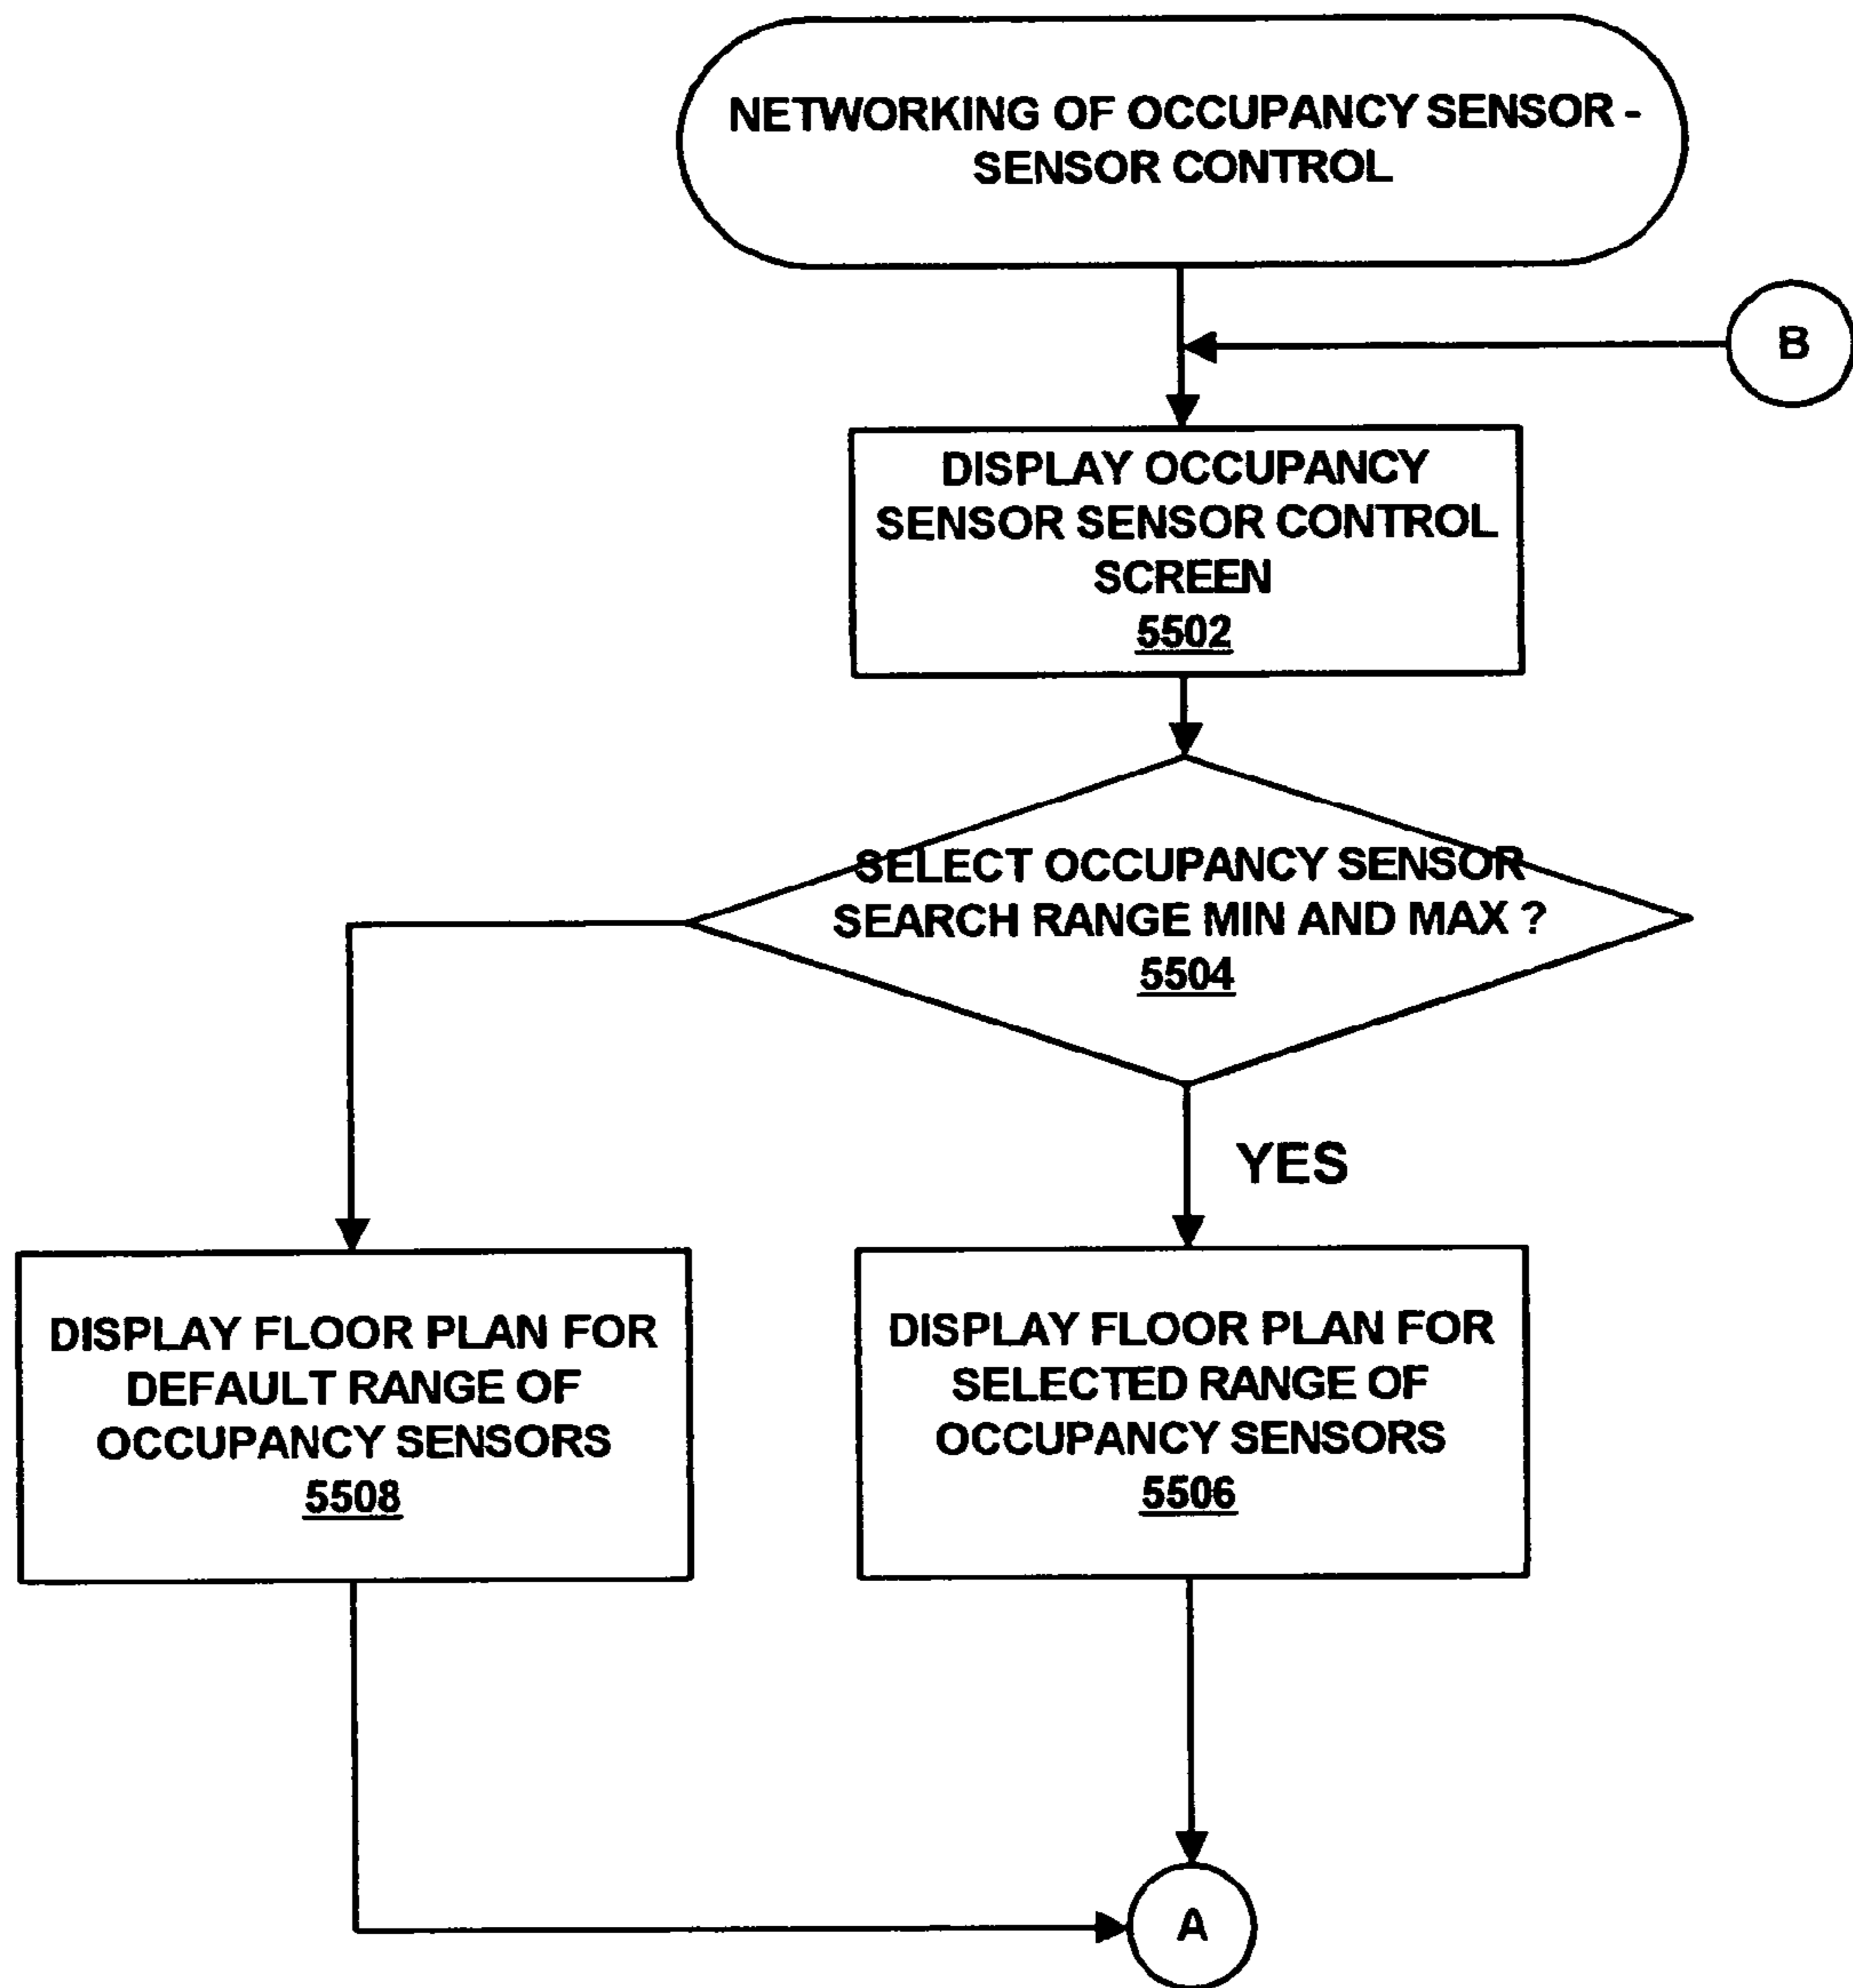 NETWORKING OF OCCUPANCY SENSOR -
SENSOR CONTROL
B
DISPLAY OCCUPANCY
SENSOR SENSOR CONTROL
SCREEN
5502
SELECT OCCUPANCY SENSOR
SEARCH RANGE MIN AND MAX ?
5504
YES
DISPLAY FLOOR PLAN FOR
DEFAULT RANGE OF
OCCUPANCY SENSORS
5508
DISPLAY FLOOR PLAN FOR
SELECTED RANGE OF
OCCUPANCY SENSORS
5506
A